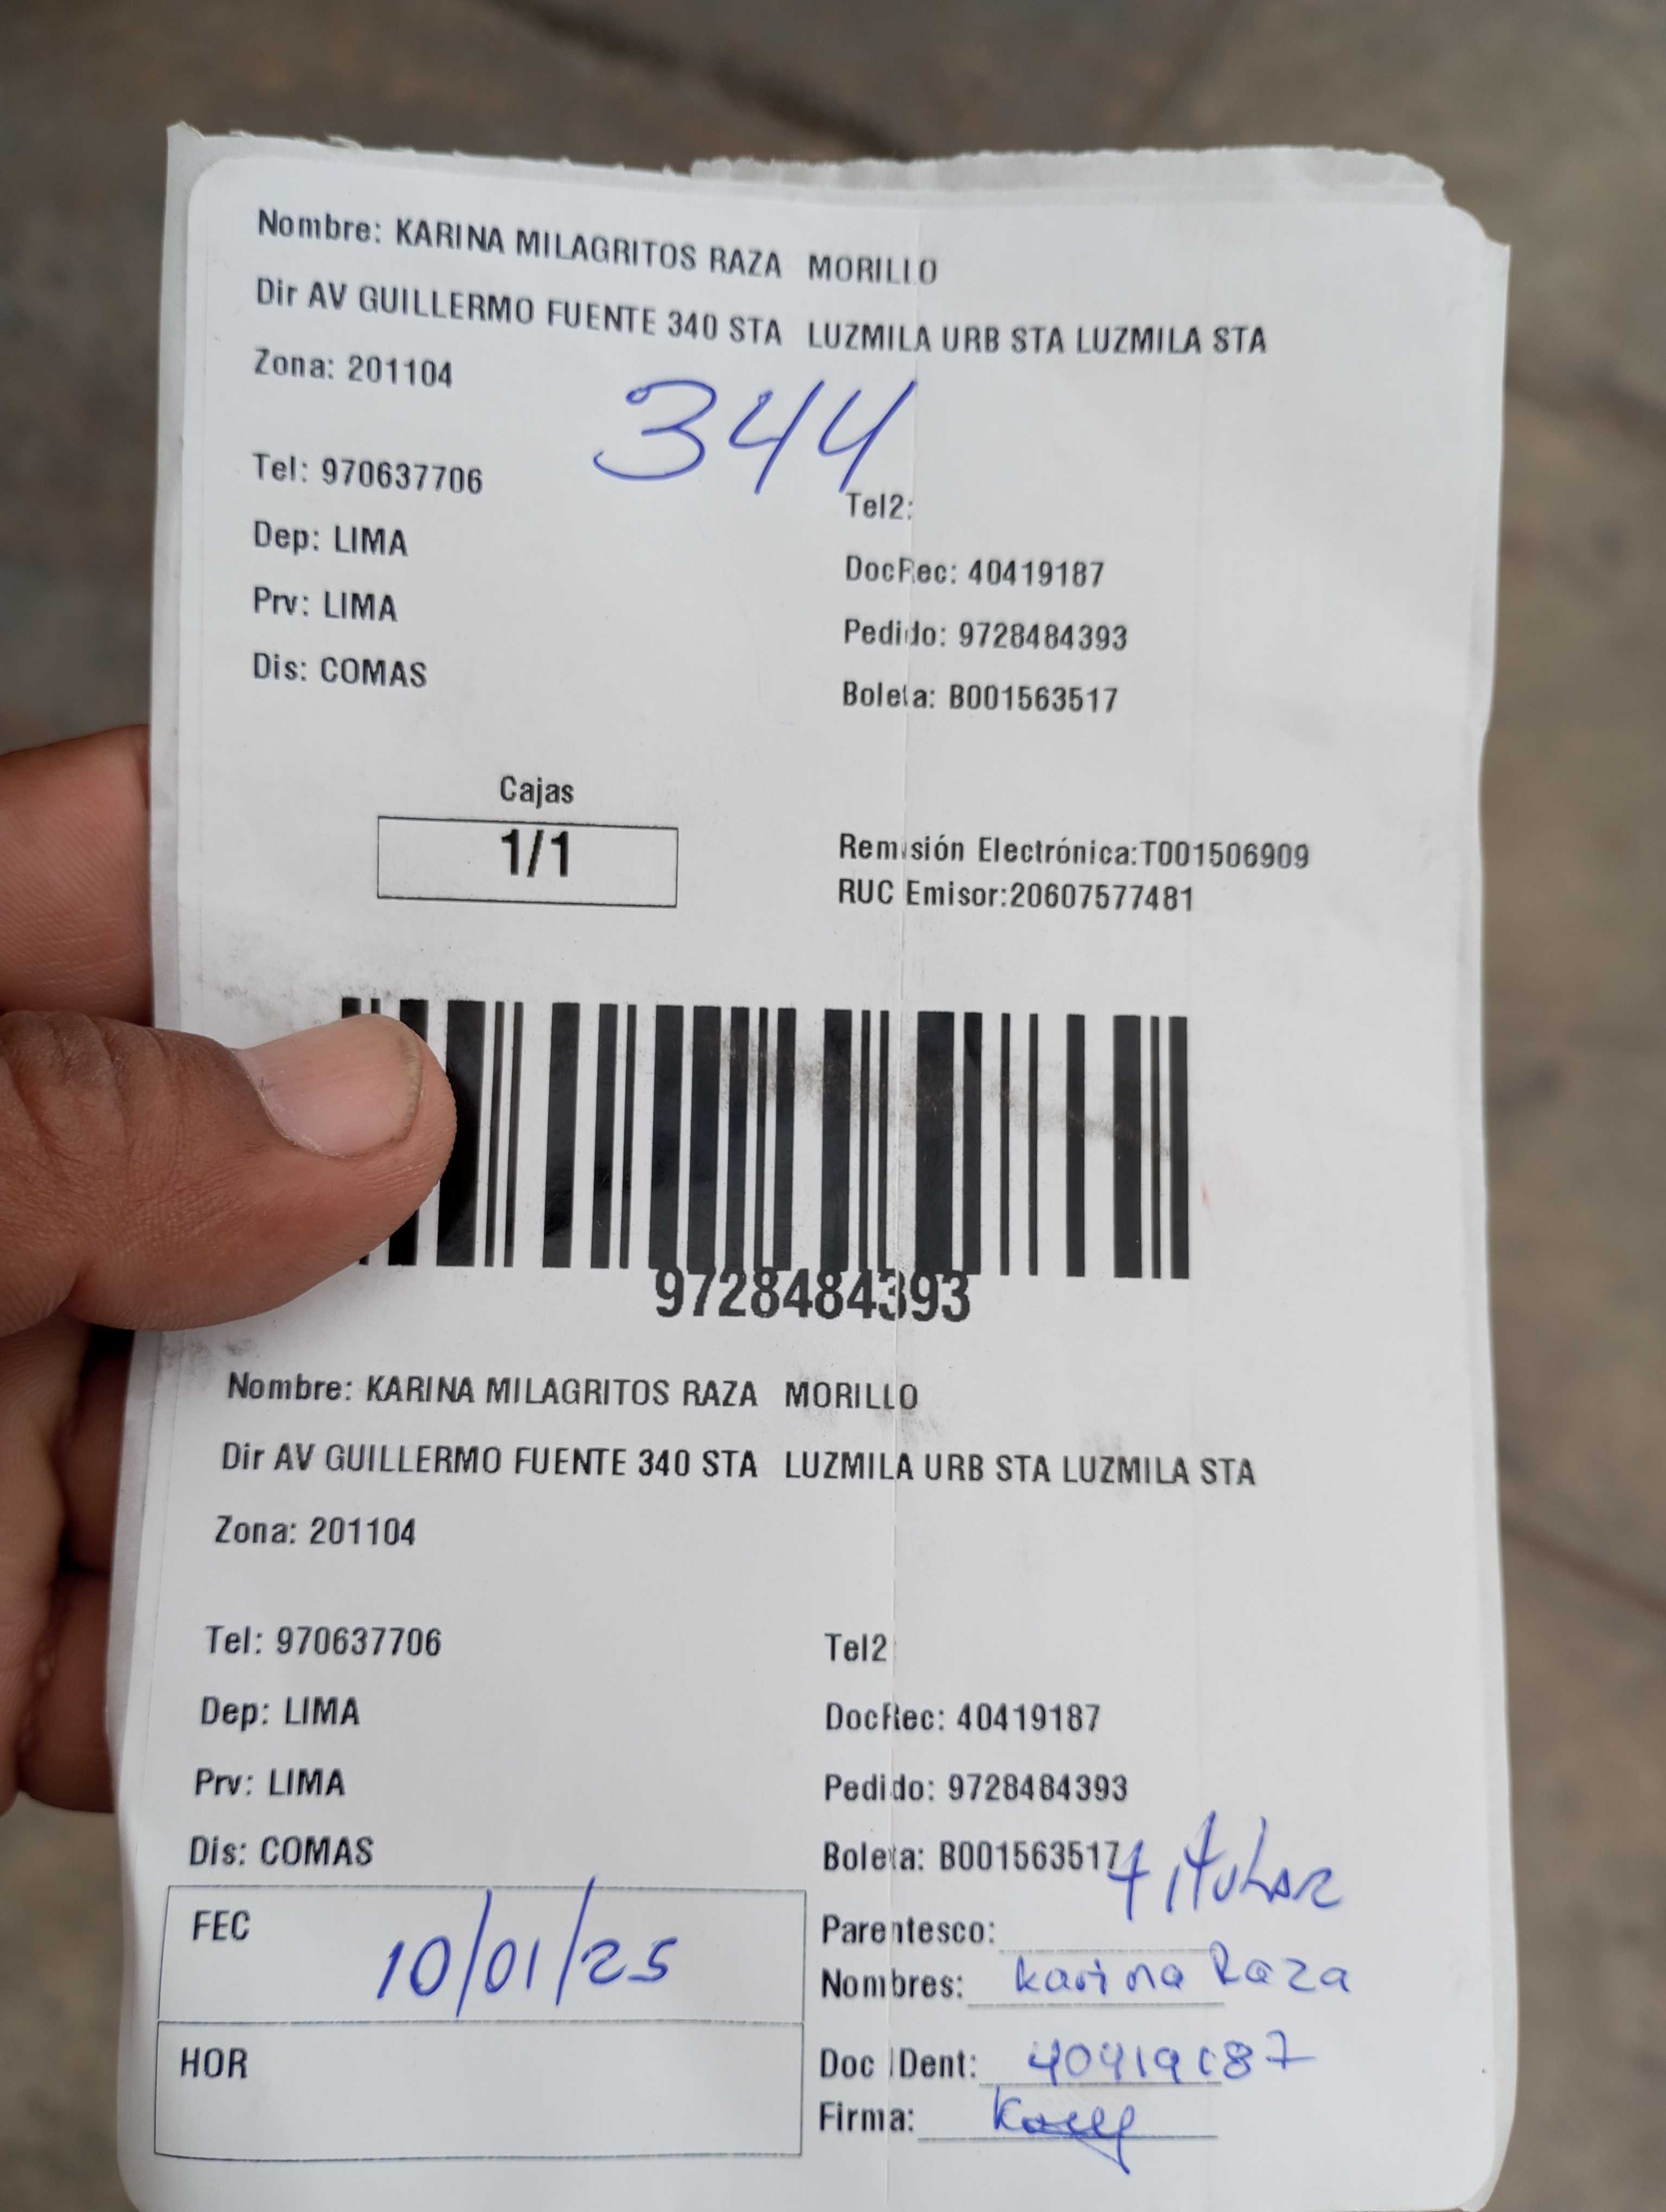 Nombre: KARINA MILAGRITOS RAZA MORILLO
Dir AV GUILLERMO FUENTE 340 STA LUZMILA URB STA LUZMILA STA
Zona: 201104
344
Tel: 970637706
Tel2:
Dep: LIMA
DocRec: 40419187
Prv: LIMA
Pedido: 9728484393
Dis: COMAS
Boleta: B001563517
Cajas
1/1
Remisión Electrónica:T001506909
RUC Emisor:20607577481
9728484393
Nombre: KARINA MILAGRITOS RAZA MORILLO
Dir AV GUILLERMO FUENTE 340 STA LUZMILA URB STA LUZMILA STA
Zona: 201104
Tel: 970637706
Tel2
Dep: LIMA
DocRec: 40419187
Prv: LIMA
Pedido: 9728484393
Dis: COMAS
Boleta: B001563517
FEC 10/01/25
Parentesco: titular
Nombres: Karina Raza
HOR
Doc IDent: 40419187
Firma: